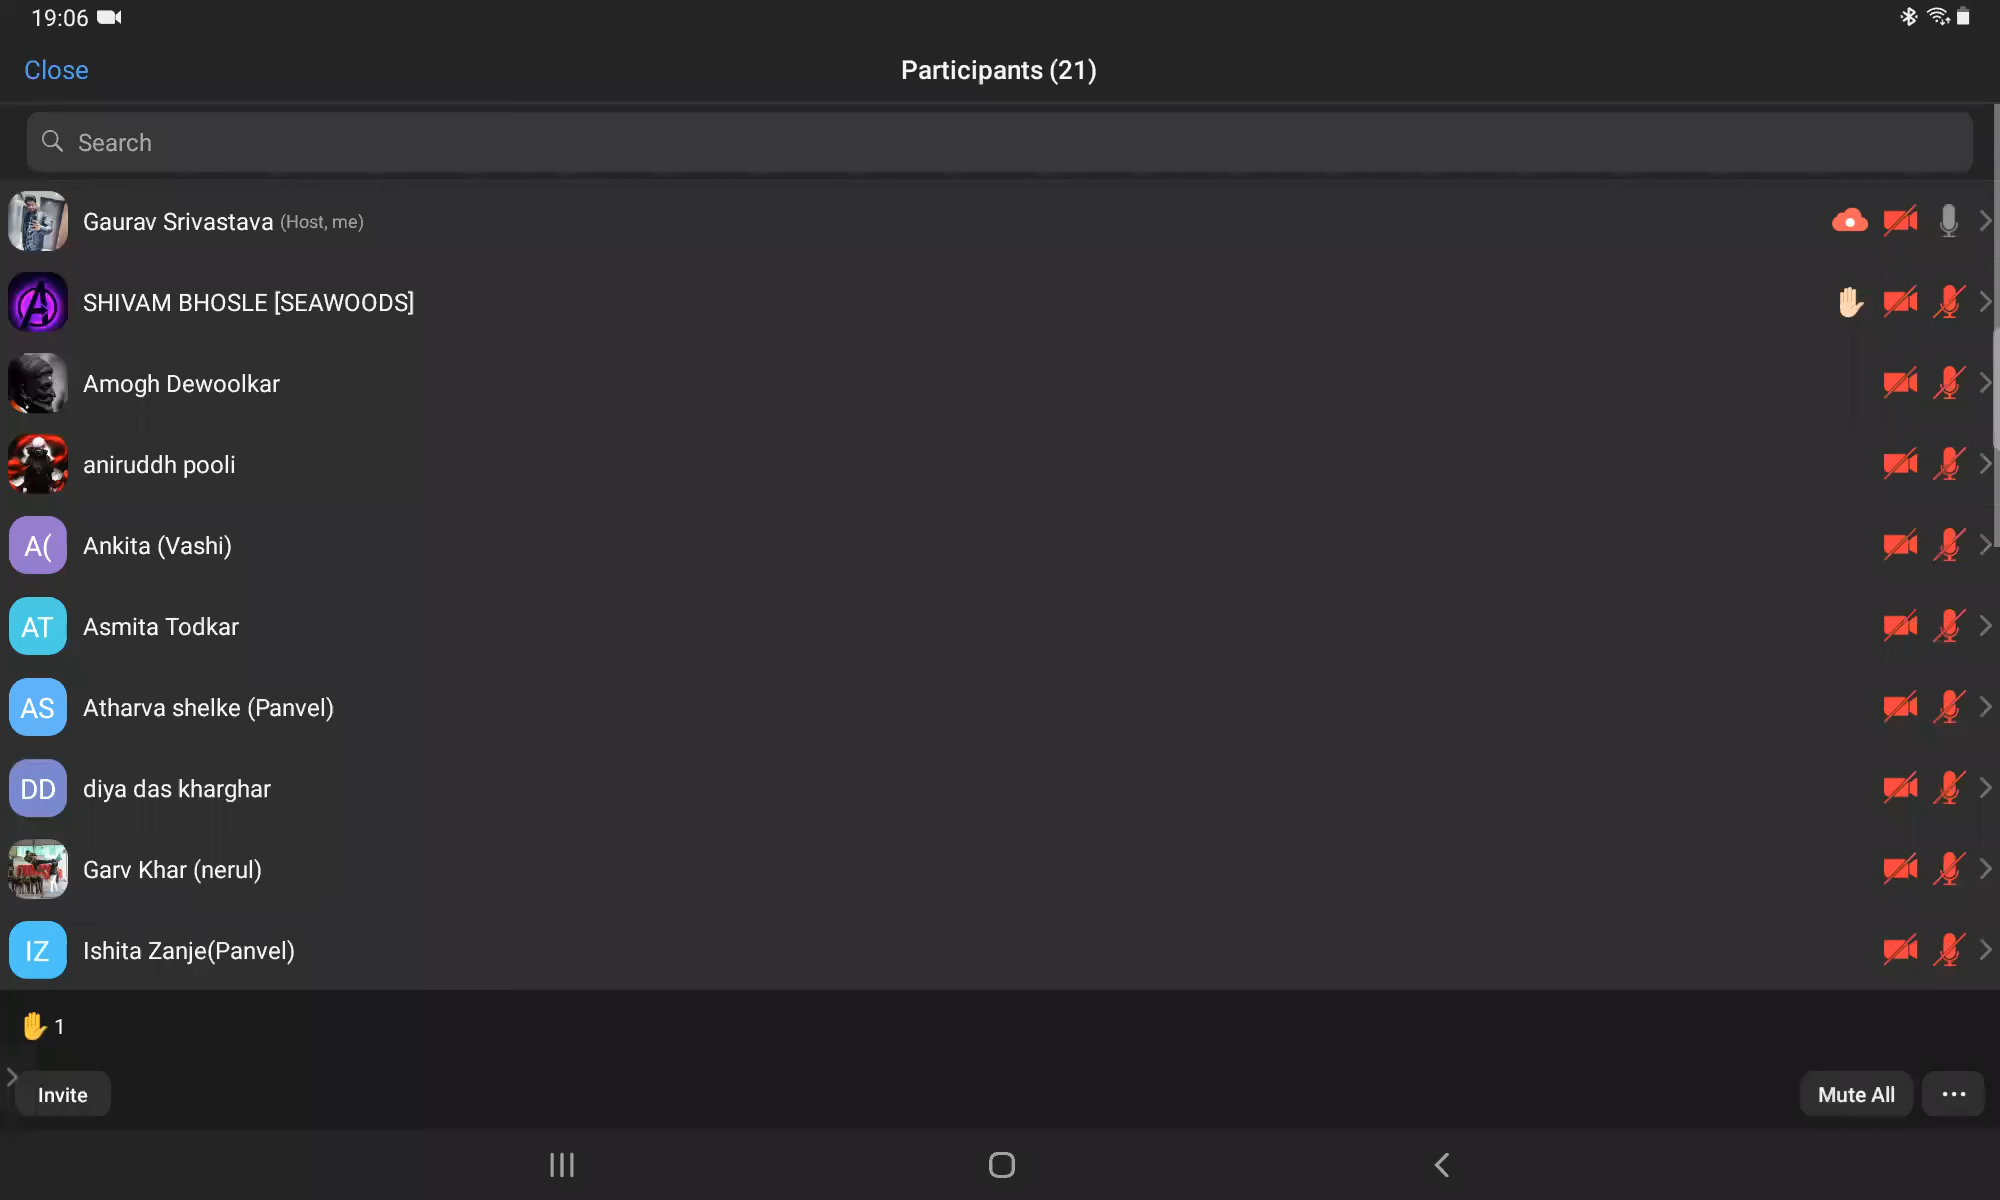 19:06
Close
Participants (21)
Search
Gaurav Srivastava (Host, me)
SHIVAM BHOSLE [SEAWOODS]
Amogh Dewoolkar
aniruddh pooli
A( Ankita (Vashi)
AT Asmita Todkar
AS Atharva shelke (Panvel)
DD diya das kharghar
Garv Khar (nerul)
IZ Ishita Zanje(Panvel)
1
Invite
Mute All